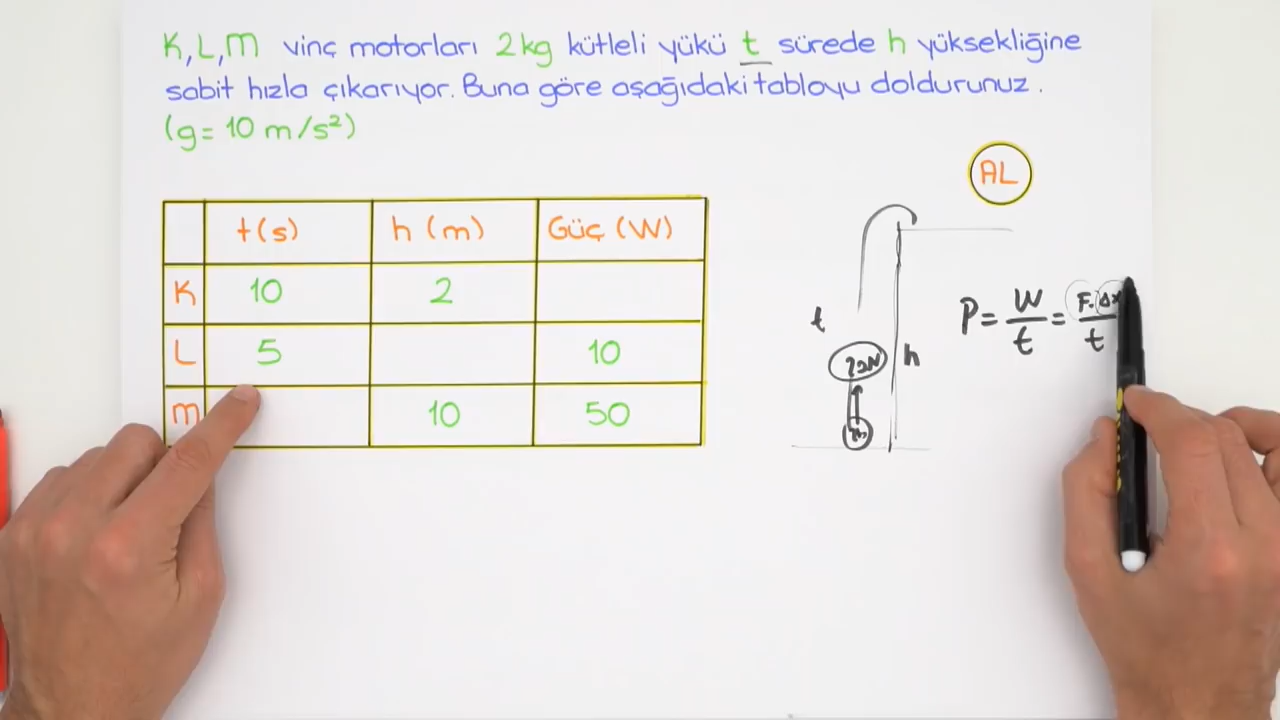 K, L, M vinç motorları 2kg kütleli yükü t sürede h yüksekliğine
sabit hızla çıkarıyor. Buna göre aşağıdaki tabloyu doldurunuz.
(g= 10 m/s²)
AL
t(s) h (m) Güç (W)
K 10 2
L 5 10
M 10 50
t
h
P= W/t = F.Δx/t